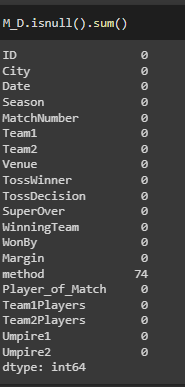 M_D.isnull().sum()
ID 0
City 0
Date 0
Season 0
MatchNumber 0
Team1 0
Team2 0
Venue 0
TossWinner 0
TossDecision 0
SuperOver 0
WinningTeam 0
WonBy 0
Margin 0
method 74
Player_of_Match 0
Team1Players 0
Team2Players 0
Umpire1 0
Umpire2 0
dtype: int64